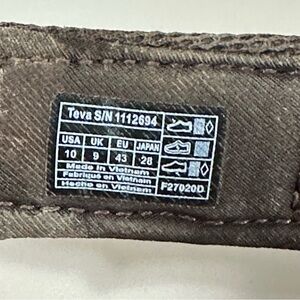 Teva S/N 1112694
USA UK EU JAPAN
10 9 43 28
Made in Vietnam
Fabriqué en Vietnam
Hecho en Vietnam
F27020D